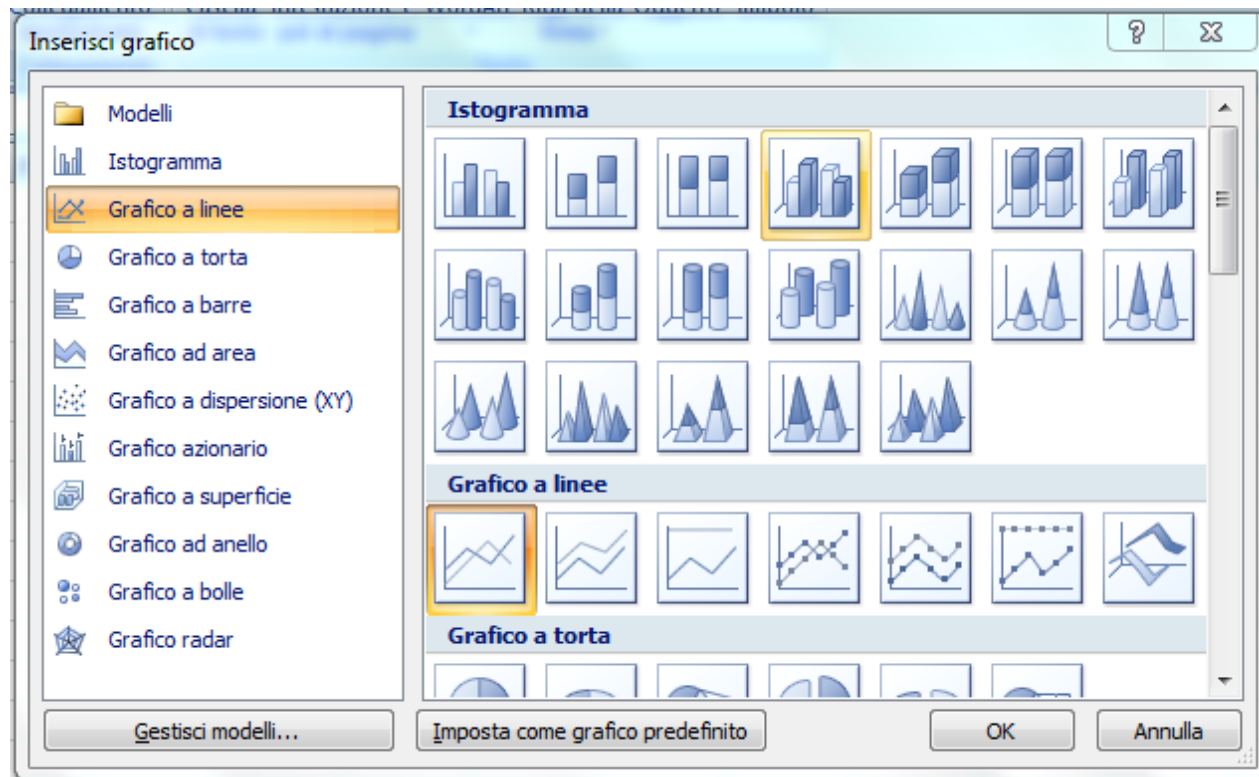 Inserisci grafico
Modelli
Istogramma
Grafico a linee
Grafico a torta
Grafico a barre
Grafico ad area
Grafico a dispersione (XY)
Grafico azionario
Grafico a superficie
Grafico ad anello
Grafico a bolle
Grafico radar
Istogramma
Grafico a linee
Grafico a torta
Gestisci modelli...
Imposta come grafico predefinito
OK
Annulla